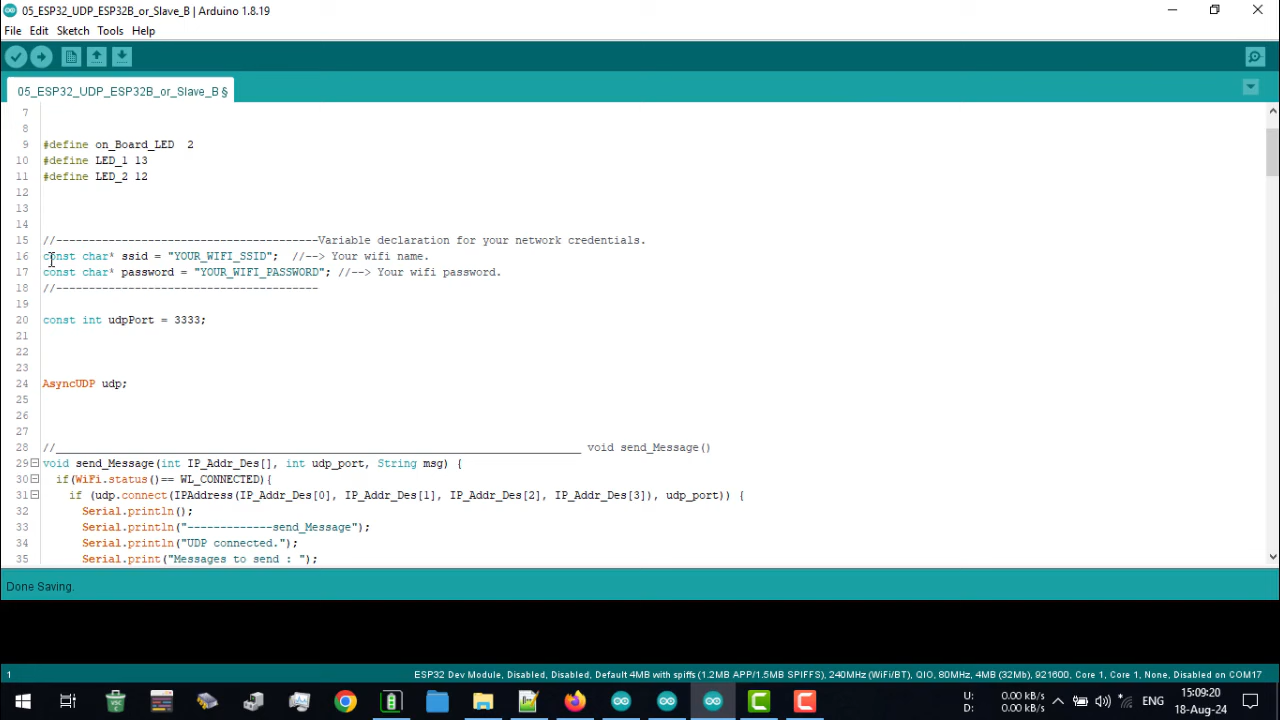 05_ESP32_UDP_ESP32B_or_Slave_B | Arduino 1.8.19
File Edit Sketch Tools Help
05_ESP32_UDP_ESP32B_or_Slave_B §
7
8
9 #define on_Board_LED  2
10 #define LED_1 13
11 #define LED_2 12
12
13
14
15 //----------------------------------------Variable declaration for your network credentials.
16 const char* ssid = "YOUR_WIFI_SSID";  //--> Your wifi name.
17 const char* password = "YOUR_WIFI_PASSWORD"; //--> Your wifi password.
18 //----------------------------------------
19
20 const int udpPort = 3333;
21
22
23
24 AsyncUDP udp;
25
26
27
28 //________________________________________________________________________________ void send_Message()
29 void send_Message(int IP_Addr_Des[], int udp_port, String msg) {
30   if(WiFi.status()== WL_CONNECTED){
31     if (udp.connect(IPAddress(IP_Addr_Des[0], IP_Addr_Des[1], IP_Addr_Des[2], IP_Addr_Des[3]), udp_port)) {
32       Serial.println();
33       Serial.println("-------------send_Message");
34       Serial.println("UDP connected.");
35       Serial.print("Messages to send : ");
Done Saving.
1 ESP32 Dev Module, Disabled, Disabled, Default 4MB with spiffs (1.2MB APP/1.5MB SPIFFS), 240MHz (WiFi/BT), QIO, 80MHz, 4MB (32Mb), 921600, Core 1, Core 1, None, Disabled on COM17
U: 0.00 kB/s
D: 0.00 kB/s
ENG
15:09:20
18-Aug-24